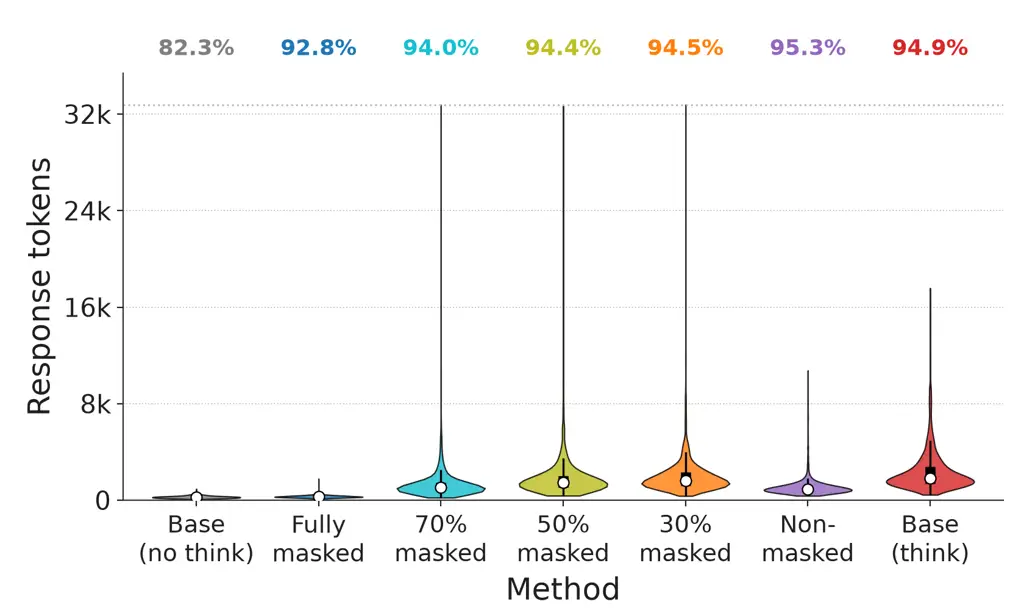 82.3% 92.8% 94.0% 94.4% 94.5% 95.3% 94.9%
Response tokens
32k
24k
16k
8k
0
Base Fully 70% 50% 30% Non- Base
(no think) masked masked masked masked masked (think)
Method